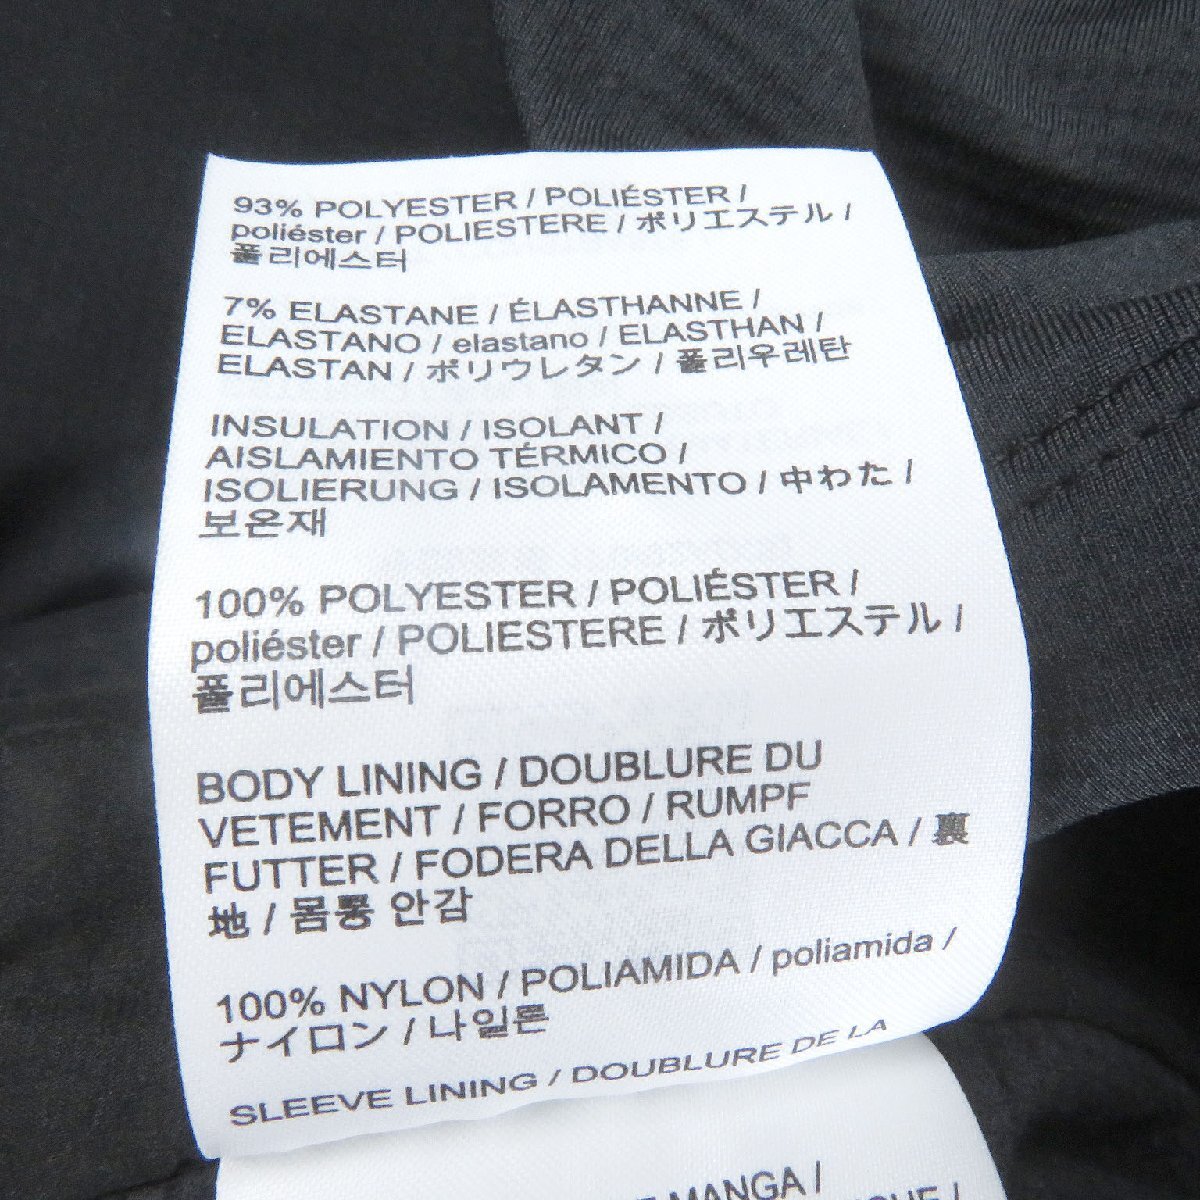 93% POLYESTER / POLIÉSTER /
poliéster / POLIESTERE / ポリエステル /
폴리에스터
7% ELASTANE / ÉLASTHANNE /
ELASTANO / elastano / ELASTHAN /
ELASTAN / ポリウレタン / 폴리우레탄
INSULATION / ISOLANT /
AISLAMIENTO TÉRMICO /
ISOLIERUNG / ISOLAMENTO / 中わた /
보온재
100% POLYESTER / POLIÉSTER /
poliéster / POLIESTERE / ポリエステル /
폴리에스터
BODY LINING / DOUBLURE DU
VETEMENT / FORRO / RUMPF
FUTTER / FODERA DELLA GIACCA / 裏
地 / 몸통 안감
100% NYLON / POLIAMIDA / poliamida /
ナイロン / 나일론
SLEEVE LINING / DOUBLURE DE LA
MANGA /